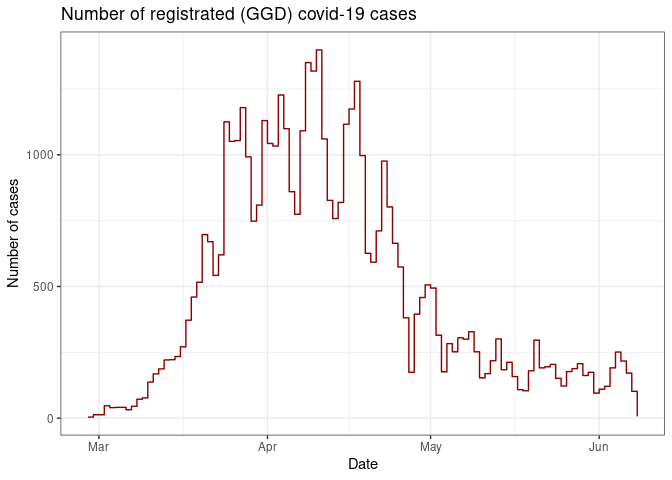 Number of registrated (GGD) covid-19 cases
Number of cases
1000
500
0
Mar Apr May Jun
Date